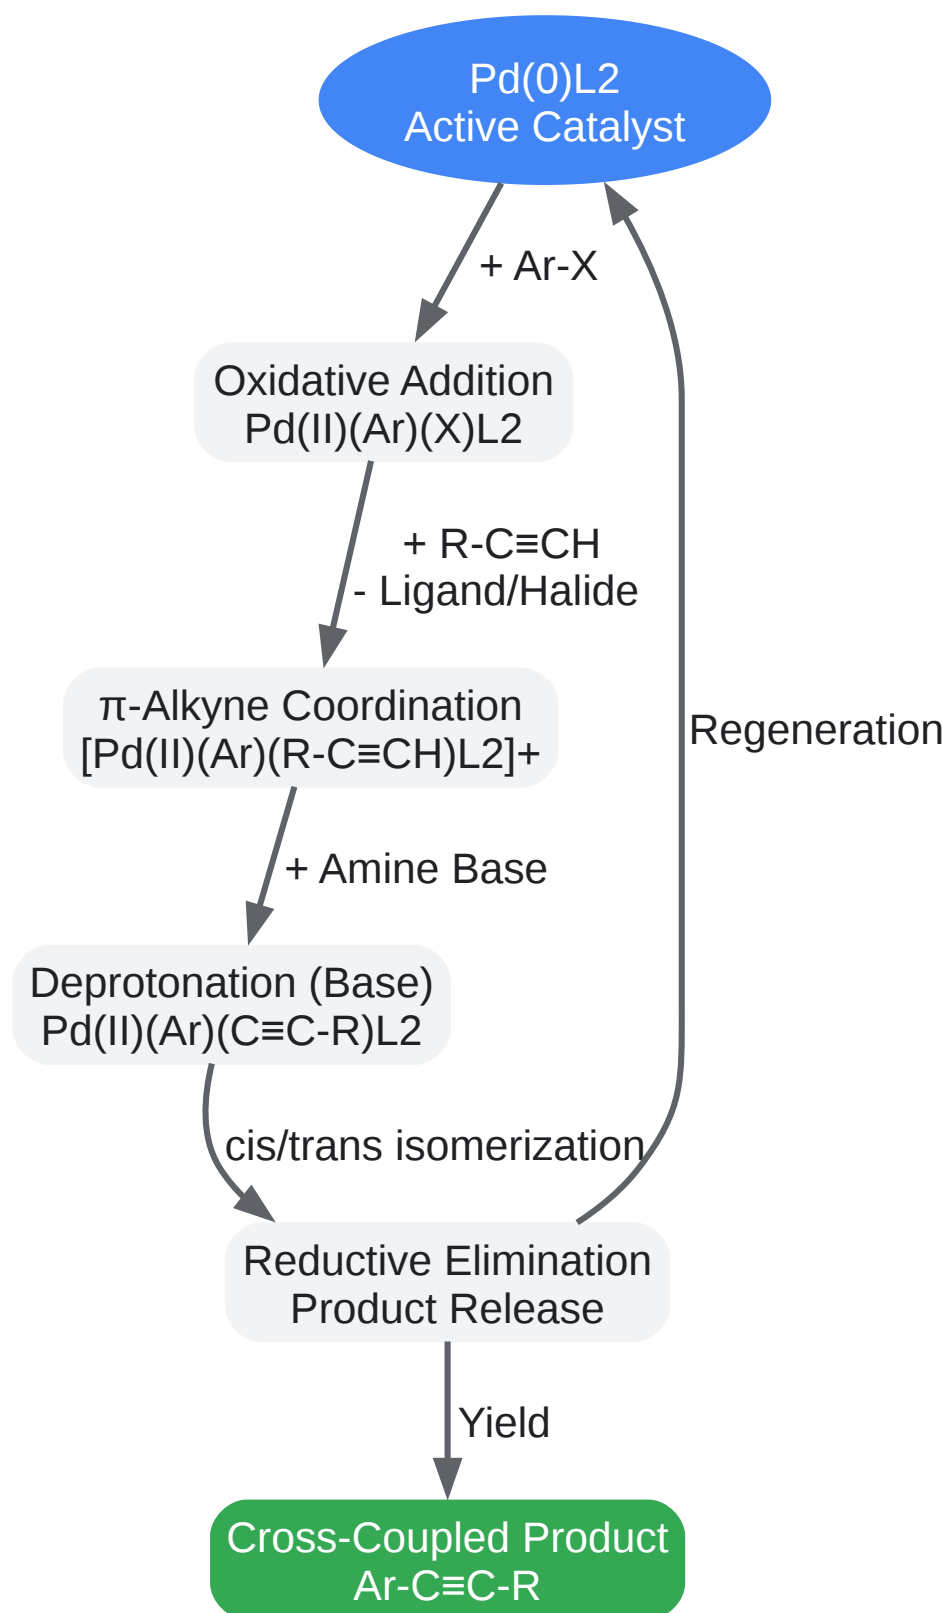 Pd(0)L2
Active Catalyst
+ Ar-X
Oxidative Addition
Pd(II)(Ar)(X)L2
+ R-C≡CH
- Ligand/Halide
π-Alkyne Coordination
[Pd(II)(Ar)(R-C≡CH)L2]+
Regeneration
+ Amine Base
Deprotonation (Base)
Pd(II)(Ar)(C≡C-R)L2
cis/trans isomerization
Reductive Elimination
Product Release
Yield
Cross-Coupled Product
Ar-C≡C-R